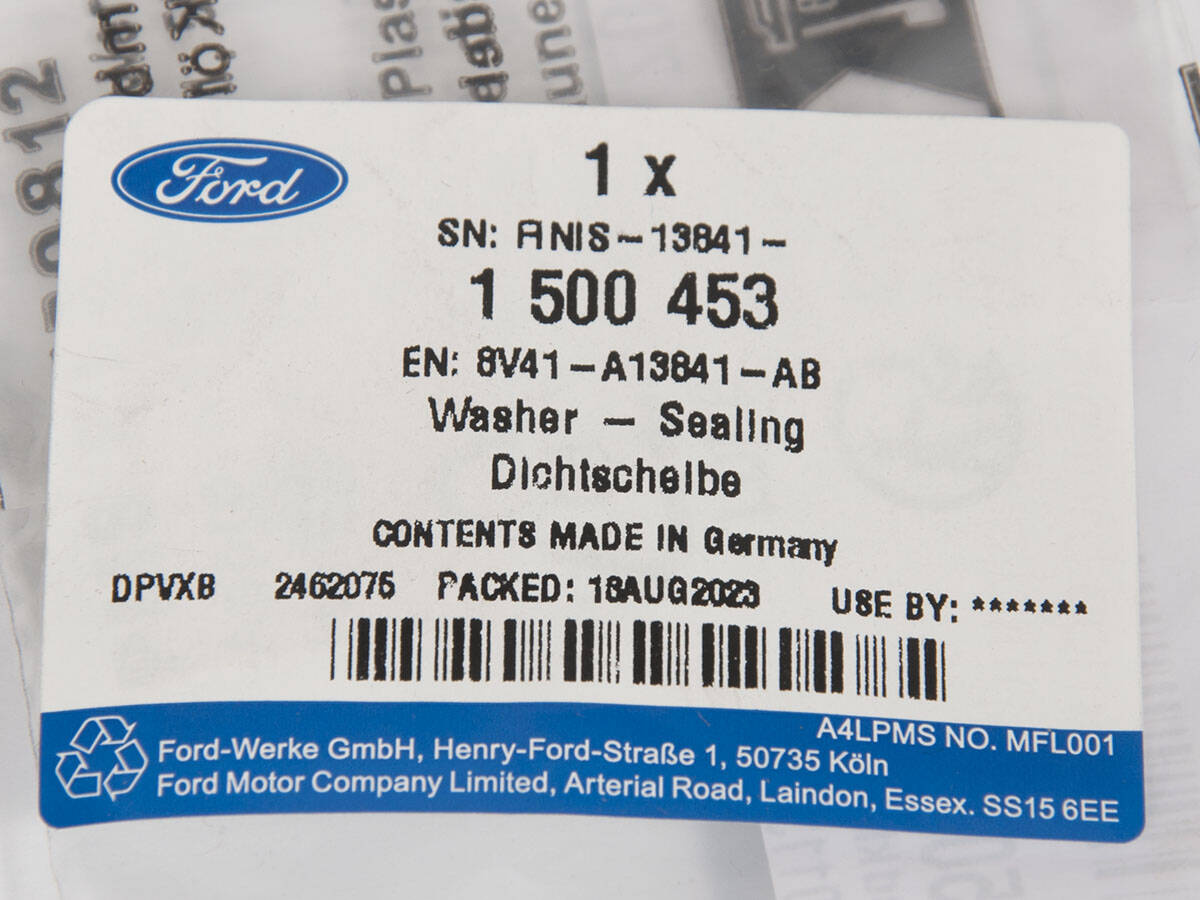 Ford
1 x
SN: FINIS-13841-
1 500 453
EN: 8V41-A13841-AB
Washer - Sealing
Dichtscheibe
CONTENTS MADE IN Germany
DPVXB 2462075 PACKED: 18AUG2023 USE BY: *******
A4LPMS NO. MFL001
Ford-Werke GmbH, Henry-Ford-Straße 1, 50735 Köln
Ford Motor Company Limited, Arterial Road, Laindon, Essex. SS15 6EE